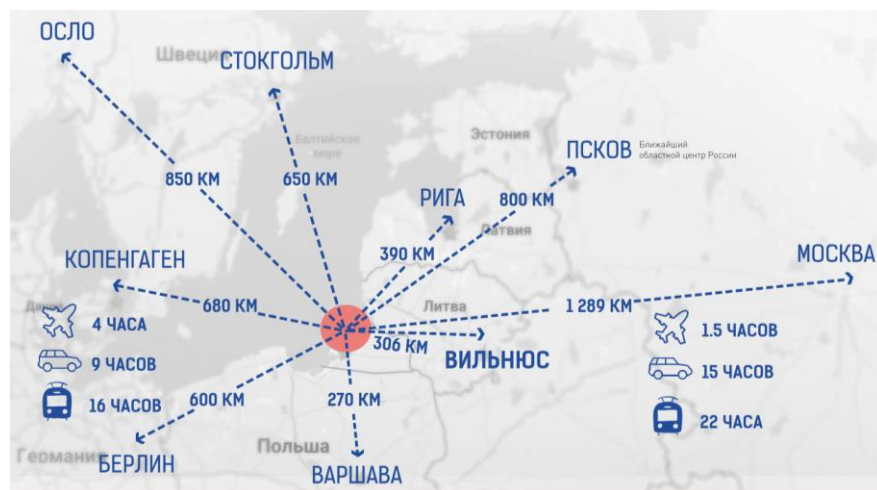 ОСЛО
Швеция
СТОКГОЛЬМ
Балтийское
море
Эстония
ПСКОВ
Ближайший
областной центр России
850 КМ
650 КМ
РИГА
800 КМ
Латвия
КОПЕНГАГЕН
390 КМ
МОСКВА
Дания
680 КМ
Литва
1 289 КМ
4 ЧАСА
306 КМ
1.5 ЧАСОВ
ВИЛЬНЮС
9 ЧАСОВ
15 ЧАСОВ
600 КМ
270 КМ
16 ЧАСОВ
22 ЧАСА
Польша
Германия
БЕРЛИН
ВАРШАВА